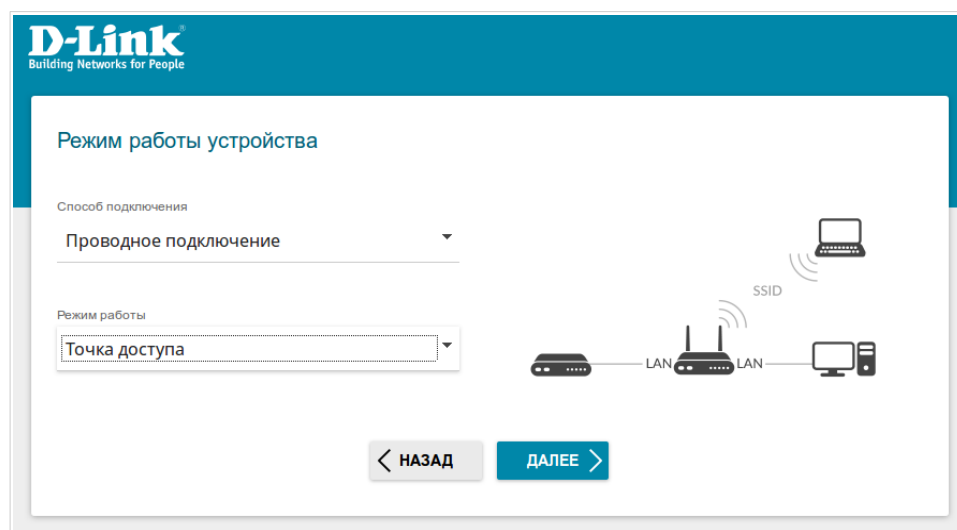 D-Link
Building Networks for People
Режим работы устройства
Способ подключения
Проводное подключение
SSID
Режим работы
Точка доступа
LAN LAN
НАЗАД ДАЛЕЕ